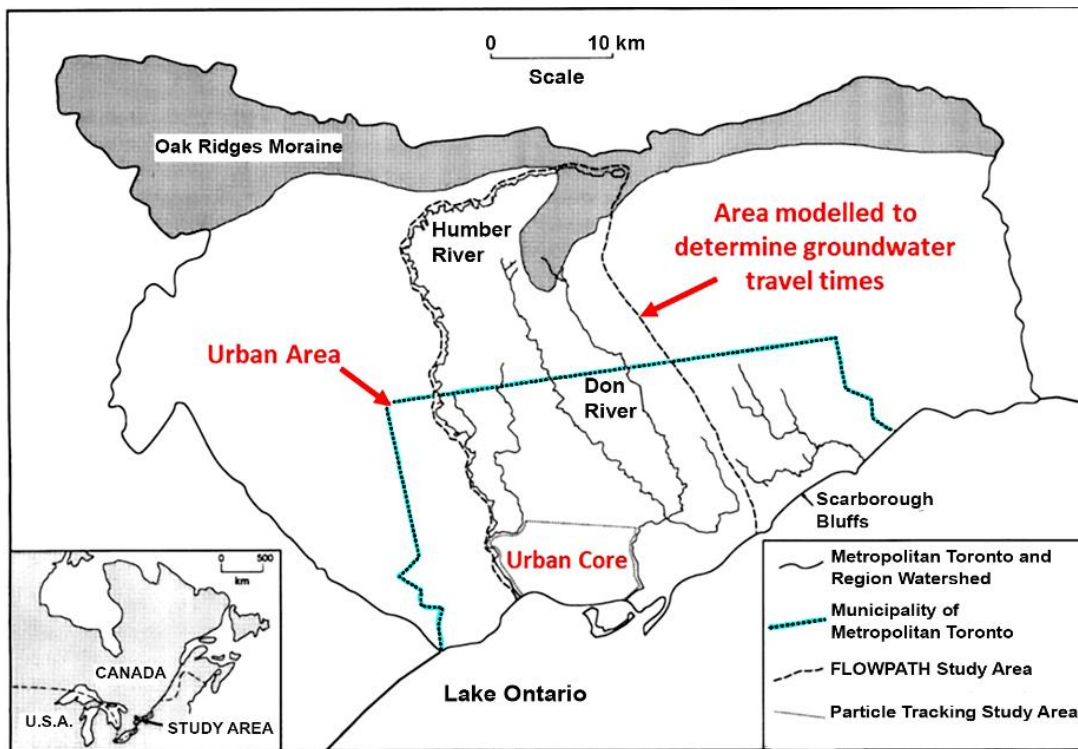 0 10 km
Scale
Oak Ridges Moraine
Humber
River
Area modelled to
determine groundwater
travel times
Urban Area
Don
River
Scarborough
Bluffs
Urban Core
0 500
km
CANADA
U.S.A.
STUDY AREA
Lake Ontario
Metropolitan Toronto and
Region Watershed
Municipality of
Metropolitan Toronto
FLOWPATH Study Area
Particle Tracking Study Area